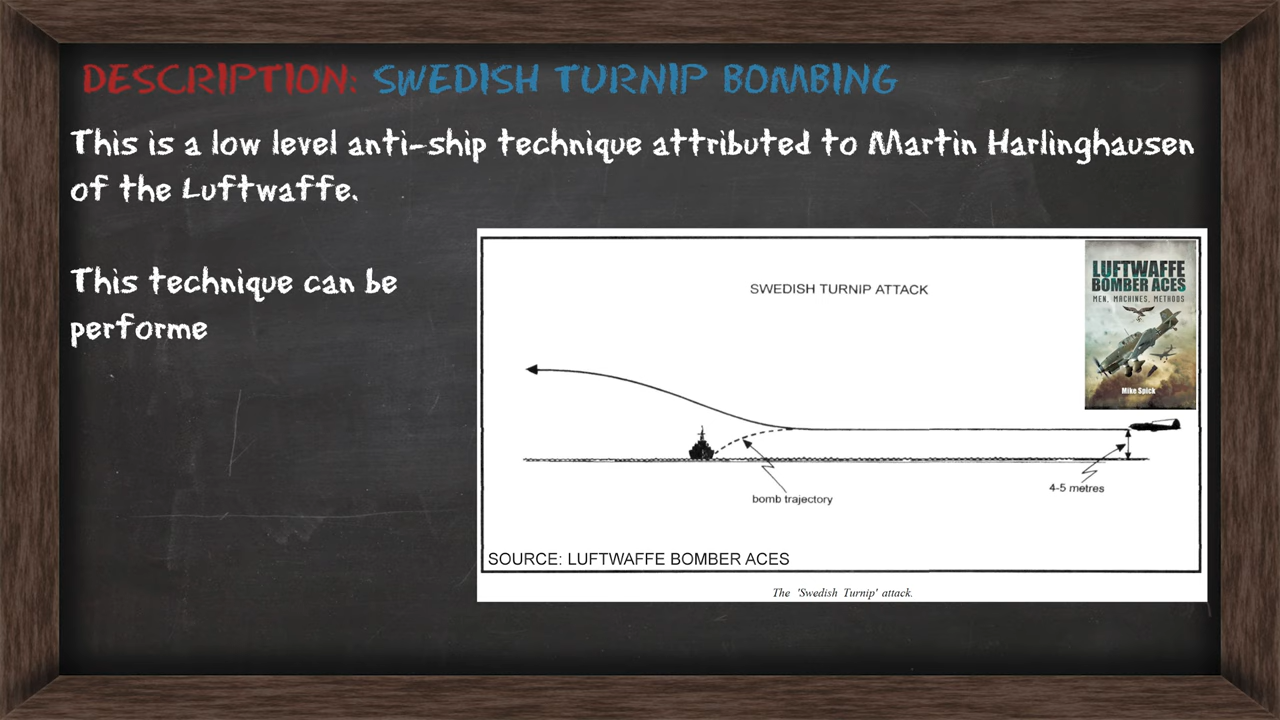 DESCRIPTION: SWEDISH TURNIP BOMBING
This is a low level anti-ship technique attributed to Martin Harlinghausen
of the Luftwaffe.
This technique can be
performe
SWEDISH TURNIP ATTACK
LUFTWAFFE
BOMBER ACES
MEN, MACHINES, METHODS
Mike Spick
bomb trajectory
4-5 metres
SOURCE: LUFTWAFFE BOMBER ACES
The 'Swedish Turnip' attack.